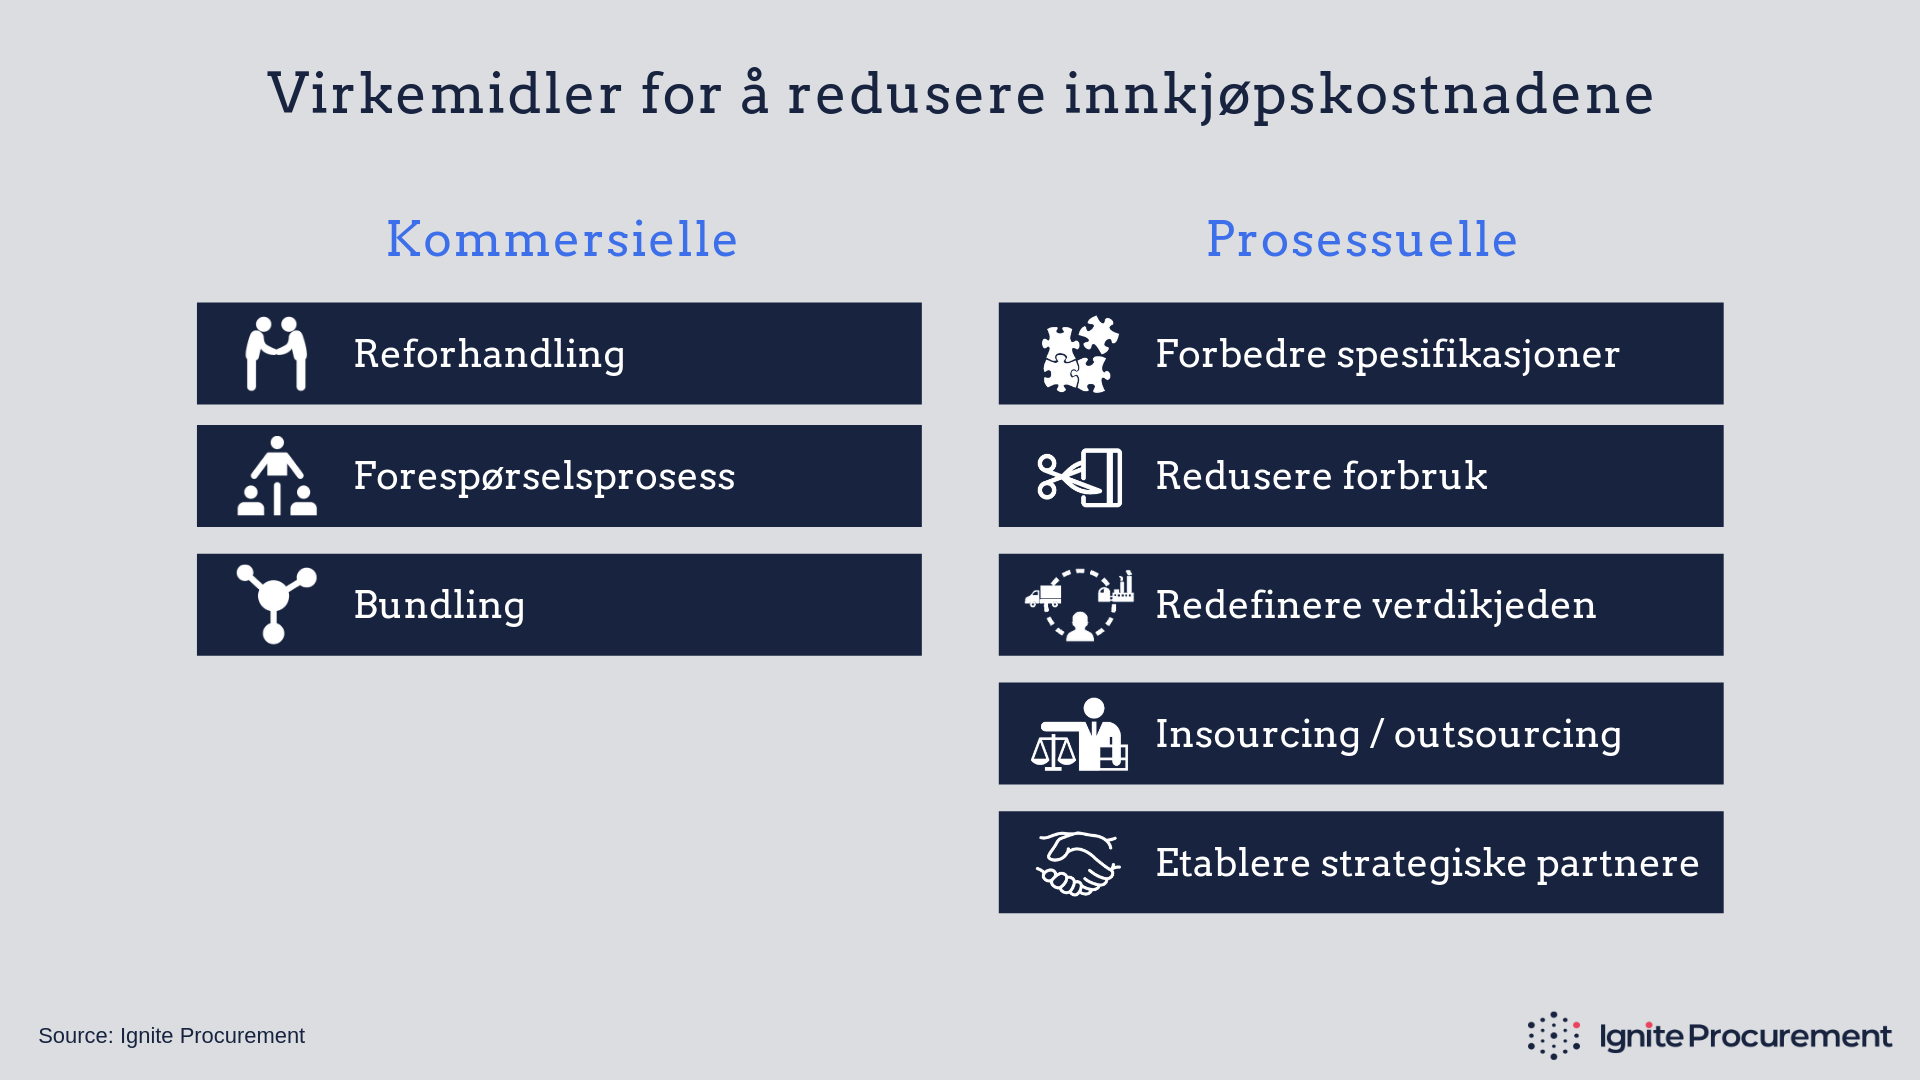 Virkemidler for å redusere innkjøpskostnadene
Kommersielle
Reforhandling
Forespørselsprosess
Bundling
Prosessuelle
Forbedre spesifikasjoner
Redusere forbruk
Redefinere verdikjeden
Insourcing / outsourcing
Etablere strategiske partnere
Source: Ignite Procurement
Ignite Procurement